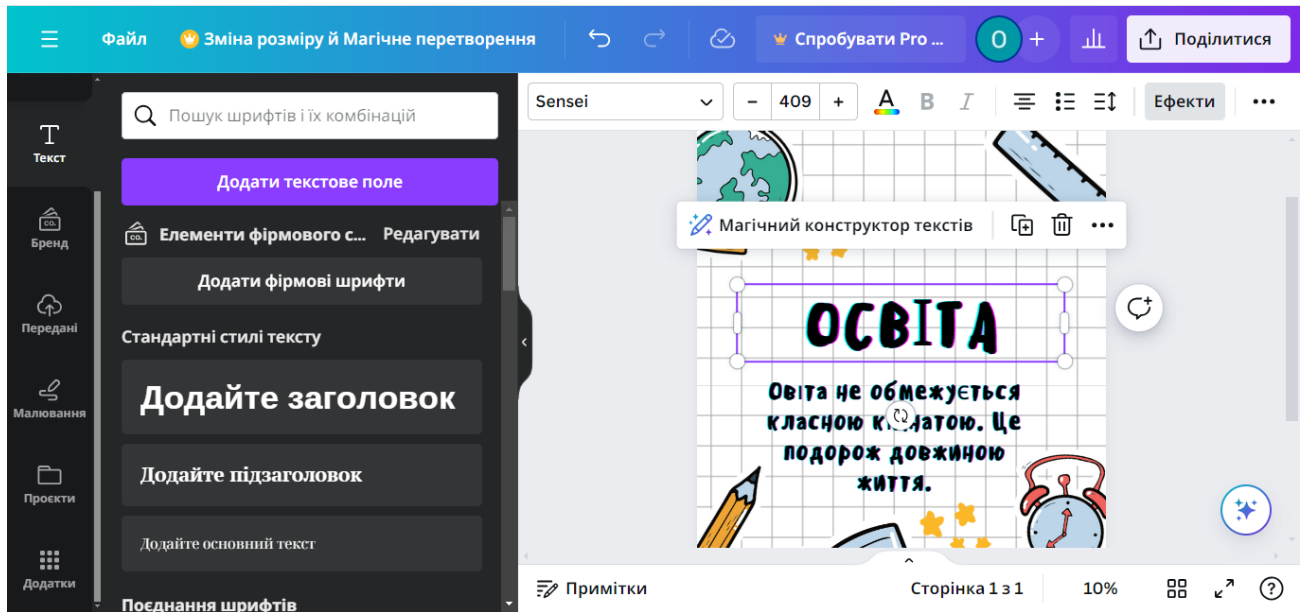 Файл
Зміна розміру й Магічне перетворення
Спробувати Pro ...
О
Поділитися
Текст
Бренд
Передані
Малювання
Проєкти
Додатки
Пошук шрифтів і їх комбінацій
Додати текстове поле
CO.
Елементи фірмового с... Редагувати
Додати фірмові шрифти
Стандартні стилі тексту
Додайте заголовок
Додайте підзаголовок
Додайте основний текст
Поєднання шрифтів
Sensei
– 409 +
A B I
Ефекти
Магічний конструктор текстів
ОСВІТА
Овіта не обмежується
класною Це
подорож довжиною
життя.
Примітки
Сторінка 1 з 1
10%